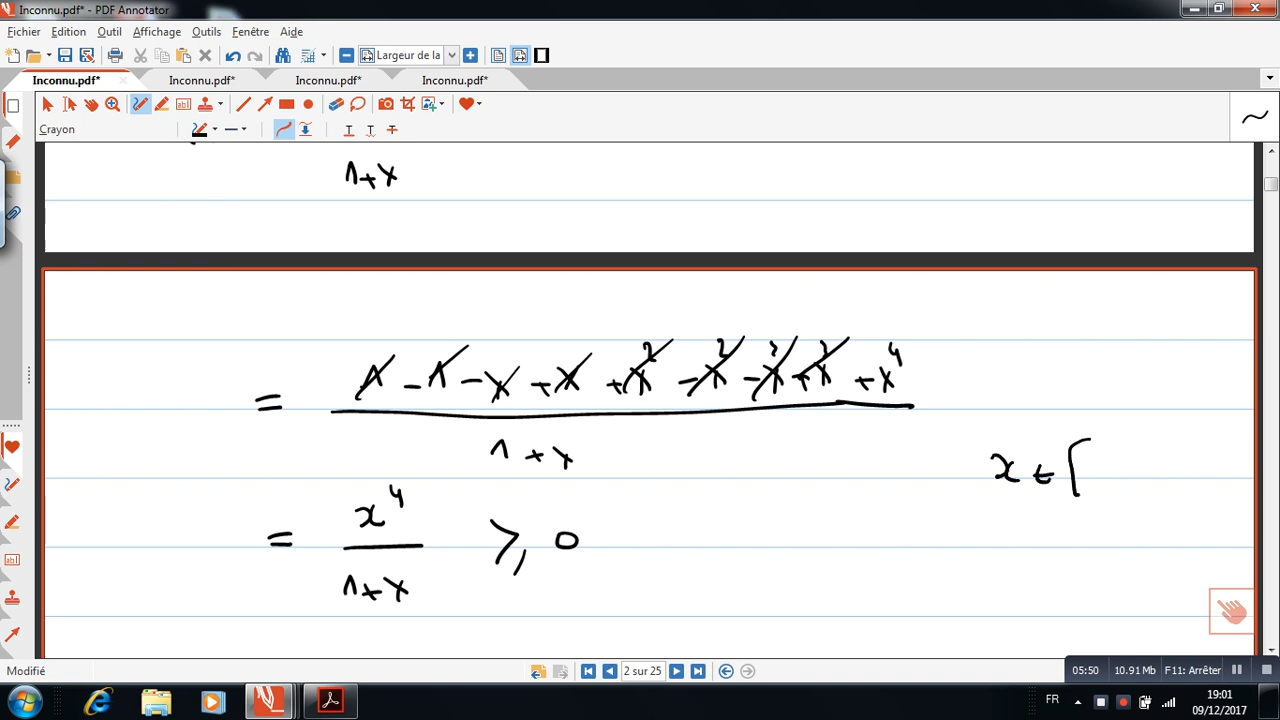 Inconnu.pdf* - PDF Annotator
Fichier Edition Outil Affichage Outils Fenêtre Aide
Largeur de la
Inconnu.pdf* Inconnu.pdf* Inconnu.pdf* Inconnu.pdf*
Crayon
1+x
= 1 - 1 - x + x + x² - x² - x³ + x³ + x⁴
1+x
x ∈ [
= x⁴ ⩾ 0
1+x
Modifié
2 sur 25
05:50 10.91 Mb F11: Arrêter
FR
19:01
09/12/2017